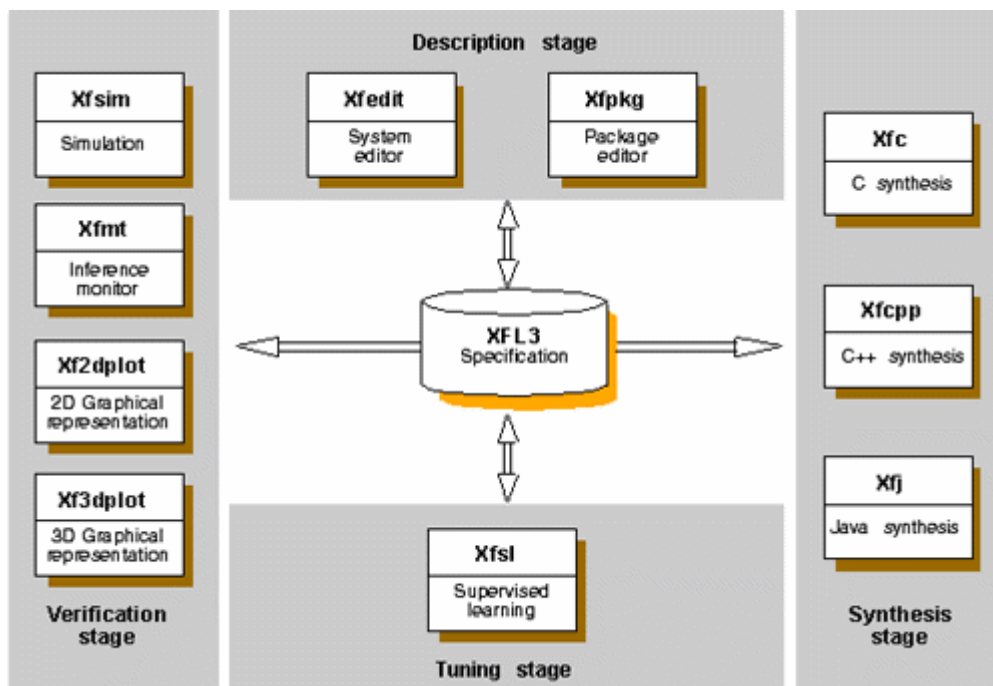 Description stage
Xfsim
Simulation
Xfmt
Inference
monitor
Xf2dplot
2D Graphical
representation
Xf3dplot
3D Graphical
representation
Verification
stage
Xfedit
System
editor
Xfpkg
Package
editor
XFL3
Specification
Xfsl
Supervised
learning
Tuning stage
Xfc
C synthesis
Xfcpp
C++ synthesis
Xfj
Java synthesis
Synthesis
stage